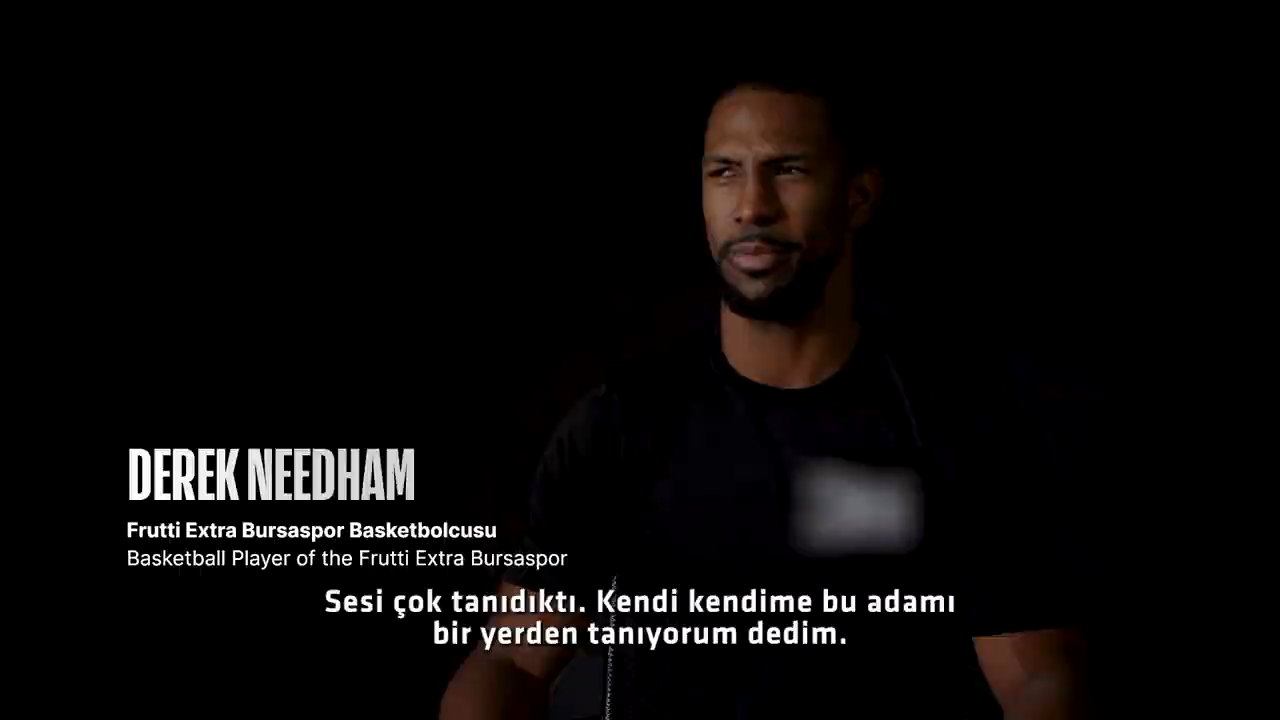 DEREK NEEDHAM
Frutti Extra Bursaspor Basketbolcusu
Basketball Player of the Frutti Extra Bursaspor
Sesi çok tanıdıktı. Kendi kendime bu adamı
bir yerden tanıyorum dedim.